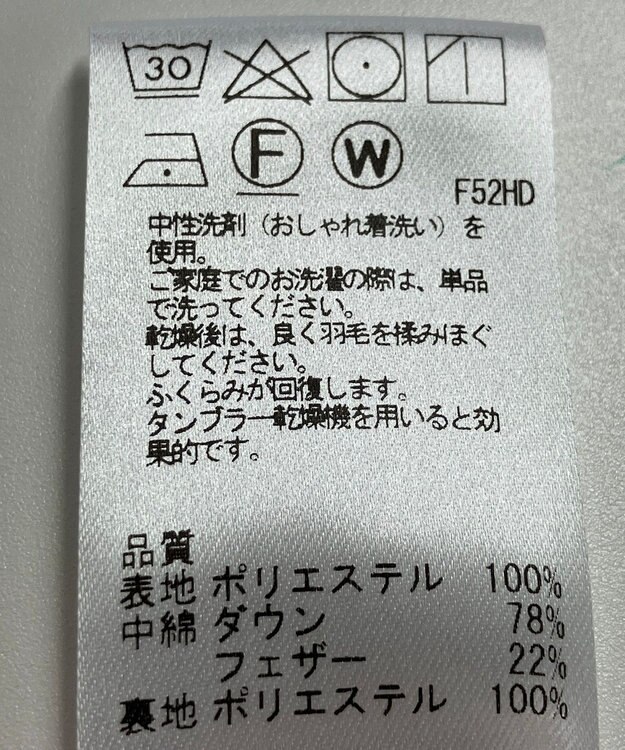 30
F W
F52HD
中性洗剤（おしゃれ着洗い）を
使用。
ご家庭でのお洗濯の際は、単品
で洗ってください。
乾燥後は、良く羽毛を揉みほぐ
してください。
ふくらみが回復します。
タンブラー乾燥機を用いると効
果的です。
品質
表地 ポリエステル 100%
中綿 ダウン 78%
フェザー 22%
裏地 ポリエステル 100%